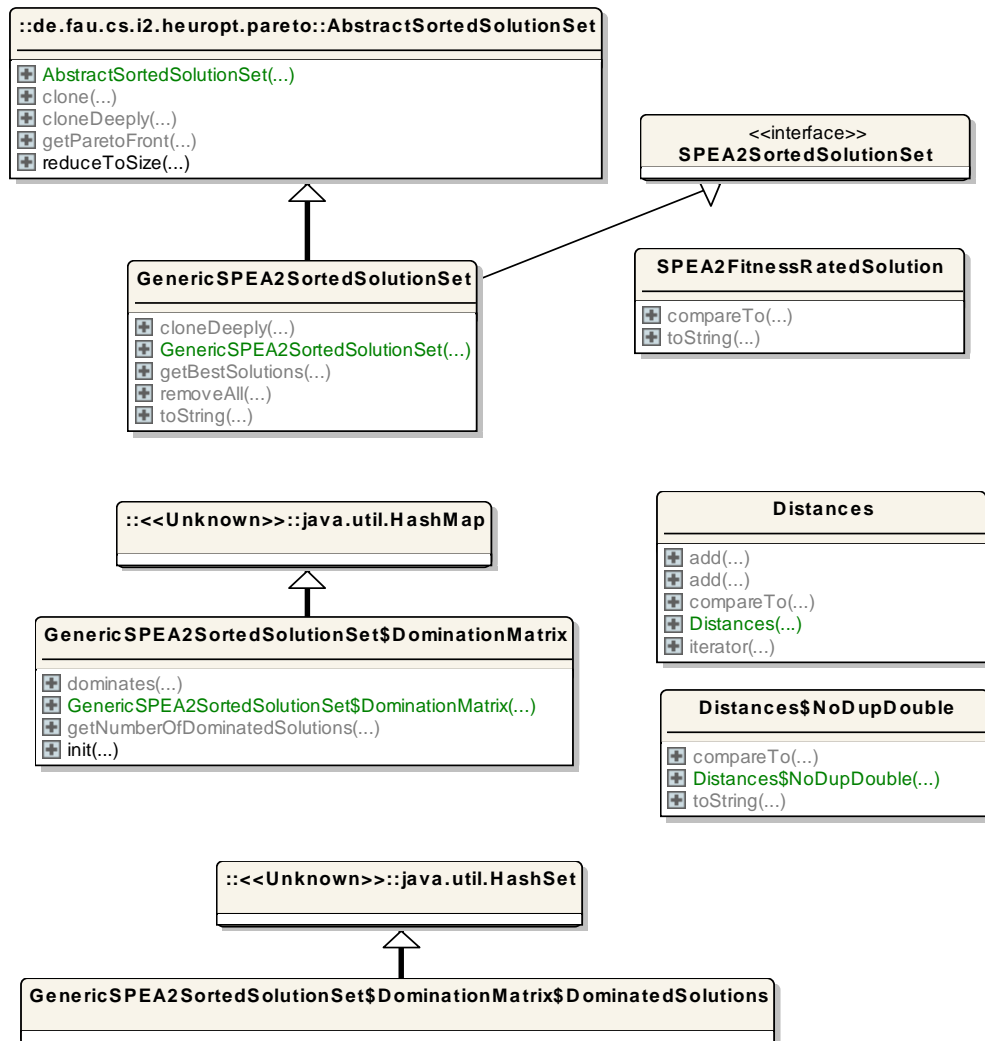 ::de.fau.cs.i2.heuropt.pareto::AbstractSortedSolutionSet
AbstractSortedSolutionSet(...)
clone(...)
cloneDeeply(...)
getParetoFront(...)
reduceToSize(...)
<<interface>>
SPEA2SortedSolutionSet
GenericSPEA2SortedSolutionSet
cloneDeeply(...)
GenericSPEA2SortedSolutionSet(...)
getBestSolutions(...)
removeAll(...)
toString(...)
SPEA2FitnessRatedSolution
compareTo(...)
toString(...)
::<<Unknown>>::java.util.HashMap
GenericSPEA2SortedSolutionSet$DominationMatrix
dominates(...)
GenericSPEA2SortedSolutionSet$DominationMatrix(...)
getNumberOfDominatedSolutions(...)
init(...)
Distances
add(...)
add(...)
compareTo(...)
Distances(...)
iterator(...)
Distances$NoDupDouble
compareTo(...)
Distances$NoDupDouble(...)
toString(...)
::<<Unknown>>::java.util.HashSet
GenericSPEA2SortedSolutionSet$DominationMatrix$DominatedSolutions